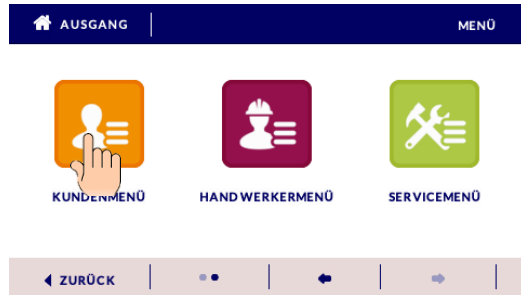 AUSGANG
MENÜ
KUNDENMENÜ
HANDWERKERMENÜ
SERVICEMENÜ
ZURÜCK